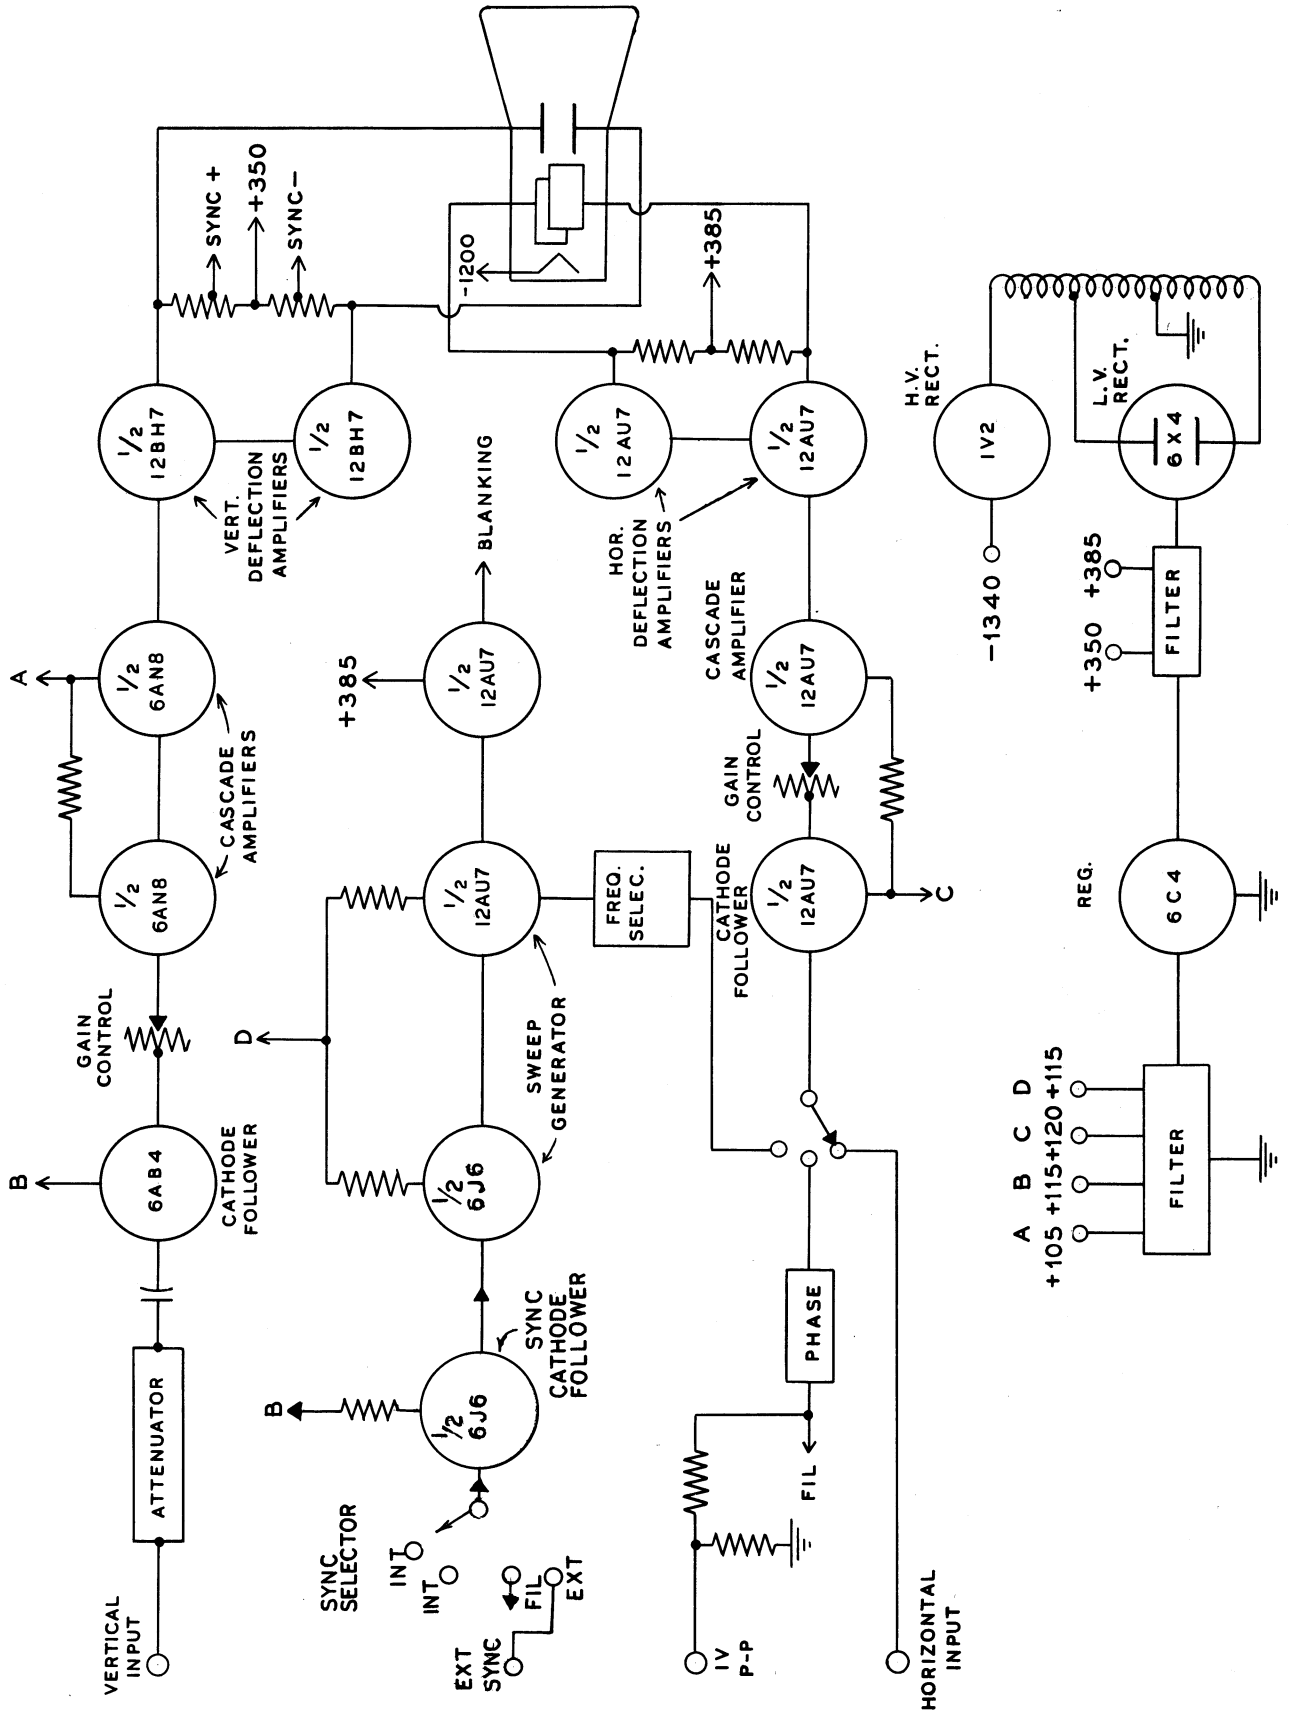 VERTICAL
INPUT
ATTENUATOR
B
6AB4
CATHODE
FOLLOWER
GAIN
CONTROL
1/2
6AN8
CASCADE
AMPLIFIERS
A
1/2
6AN8
1/2
12BH7
VERT.
DEFLECTION
AMPLIFIERS
1/2
12BH7
SYNC +
+350
SYNC-
-1200
SYNC
SELECTOR
INT
INT
FIL
EXT
EXT
SYNC
B
1/2
6J6
SYNC
CATHODE
FOLLOWER
1/2
6J6
D
SWEEP
GENERATOR
1/2
12AU7
+385
1/2
12AU7
BLANKING
FREQ.
SELEC.
1/2
12AU7
HOR.
DEFLECTION
AMPLIFIERS
1/2
12AU7
+385
IV
P-P
FIL
PHASE
HORIZONTAL
INPUT
CATHODE
FOLLOWER
1/2
12AU7
C
GAIN
CONTROL
CASCADE
AMPLIFIER
1/2
12AU7
-1340
1V2
H.V.
RECT.
A B C D
+105 +115 +120 +115
FILTER
REG.
6C4
+350 +385
FILTER
6X4
L.V.
RECT.